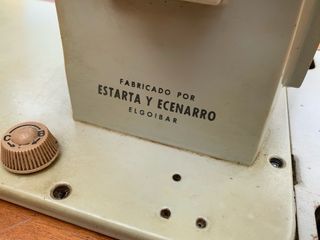 FABRICADO POR
ESTARTA Y ECENARRO
ELGOIBAR
C B